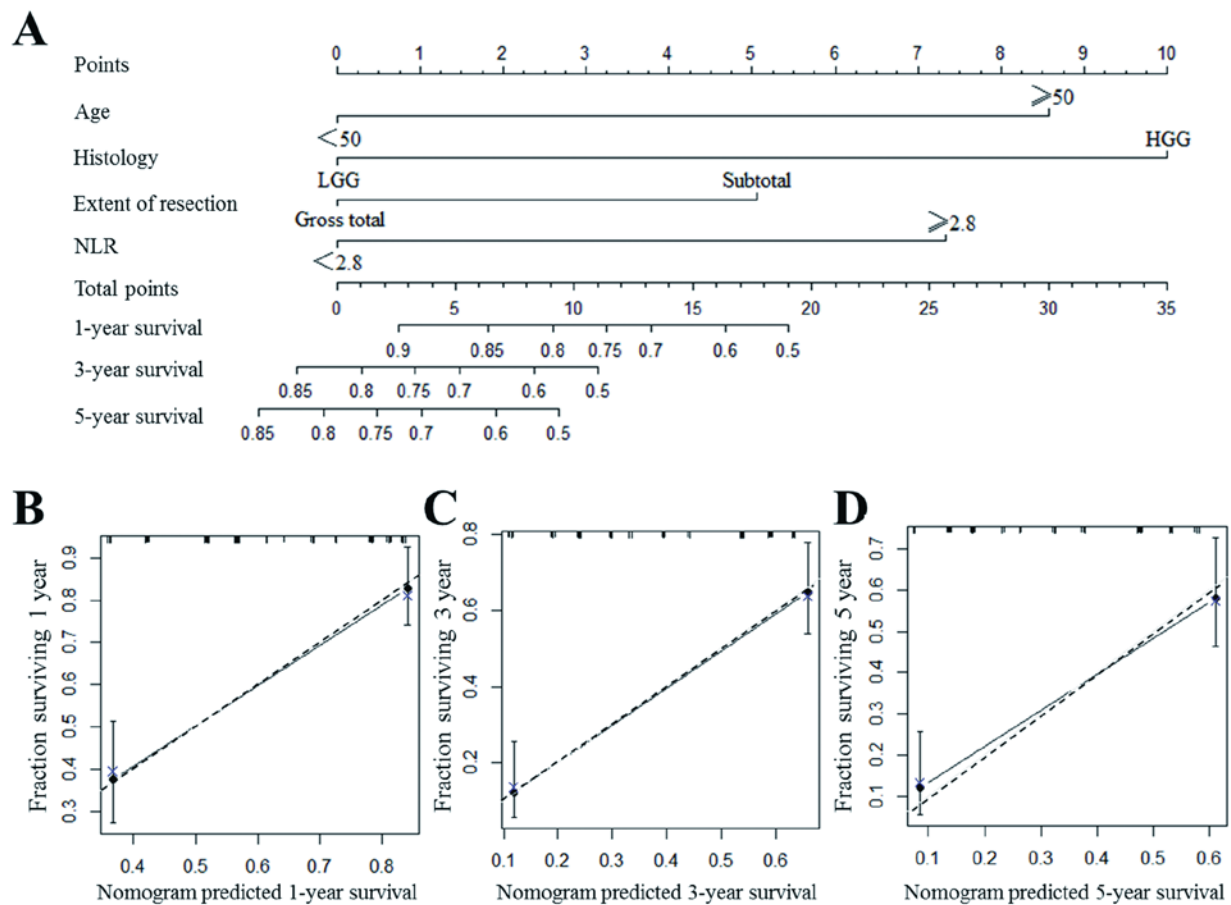 A
Points 0 1 2 3 4 5 6 7 8 9 10
Age ≥50
<50
Histology HGG
LGG Subtotal
Extent of resection
Gross total ≥2.8
NLR
<2.8
Total points
0 5 10 15 20 25 30 35
1-year survival
0.9 0.85 0.8 0.75 0.7 0.6 0.5
3-year survival
0.85 0.8 0.75 0.7 0.6 0.5
5-year survival
0.85 0.8 0.75 0.7 0.6 0.5
B
Fraction surviving 1 year
0.9
0.8
0.7
0.6
0.5
0.4
0.3
0.4 0.5 0.6 0.7 0.8
Nomogram predicted 1-year survival
C
Fraction surviving 3 year
0.8
0.6
0.4
0.2
0.1 0.2 0.3 0.4 0.5 0.6
Nomogram predicted 3-year survival
D
Fraction surviving 5 year
0.7
0.6
0.5
0.4
0.3
0.2
0.1
0.1 0.2 0.3 0.4 0.5 0.6
Nomogram predicted 5-year survival